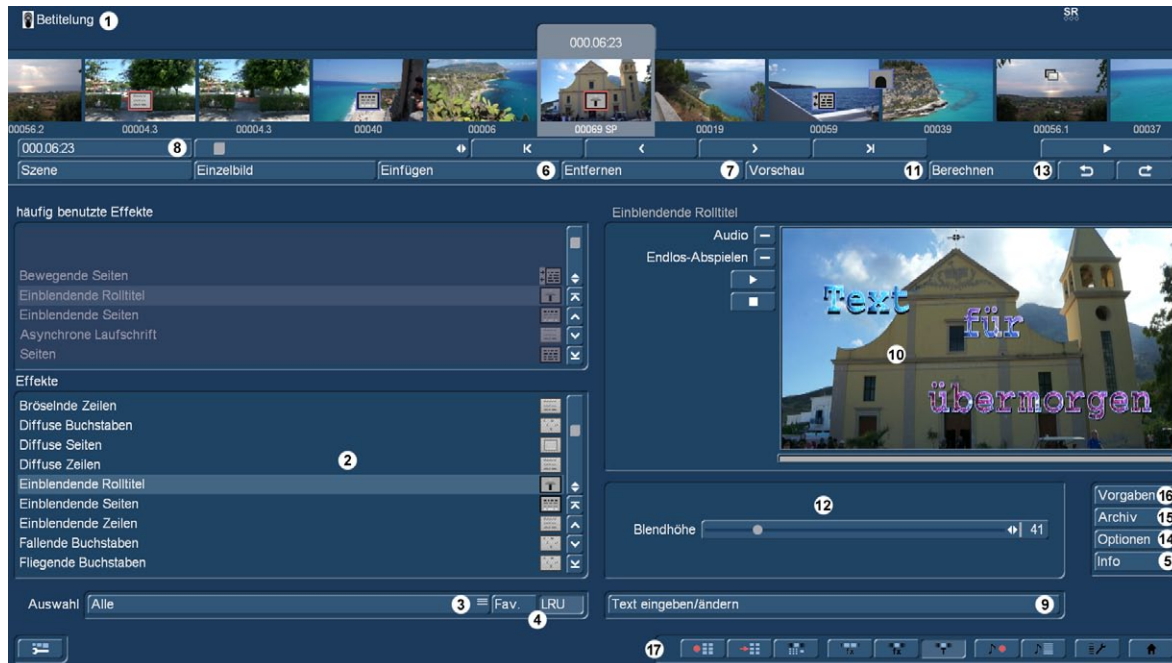 Betitelung 1
SR
000.06:23
00056.2 00004.3 00004.3 00040 00006 00069 SP 00019 00059 00039 00056.1 00037
000.06:23 8
Szene Einzelbild Einfügen 6 Entfernen 7 Vorschau 11 Berechnen 13
häufig benutzte Effekte
Bewegende Seiten
Einblendende Rolltitel
Einblendende Seiten
Asynchrone Laufschrift
Seiten
Effekte
Bröselnde Zeilen
Diffuse Buchstaben
Diffuse Seiten
Diffuse Zeilen
2
Einblendende Rolltitel
Einblendende Seiten
Einblendende Zeilen
Fallende Buchstaben
Fliegende Buchstaben
Auswahl Alle 3 Fav. LRU
4
Einblendende Rolltitel
Audio
Endlos-Abspielen
Text
für
10
übermorgen
12
Blendhöhe 41
Vorgaben 16
Archiv 15
Optionen 14
Info 5
Text eingeben/ändern 9
17